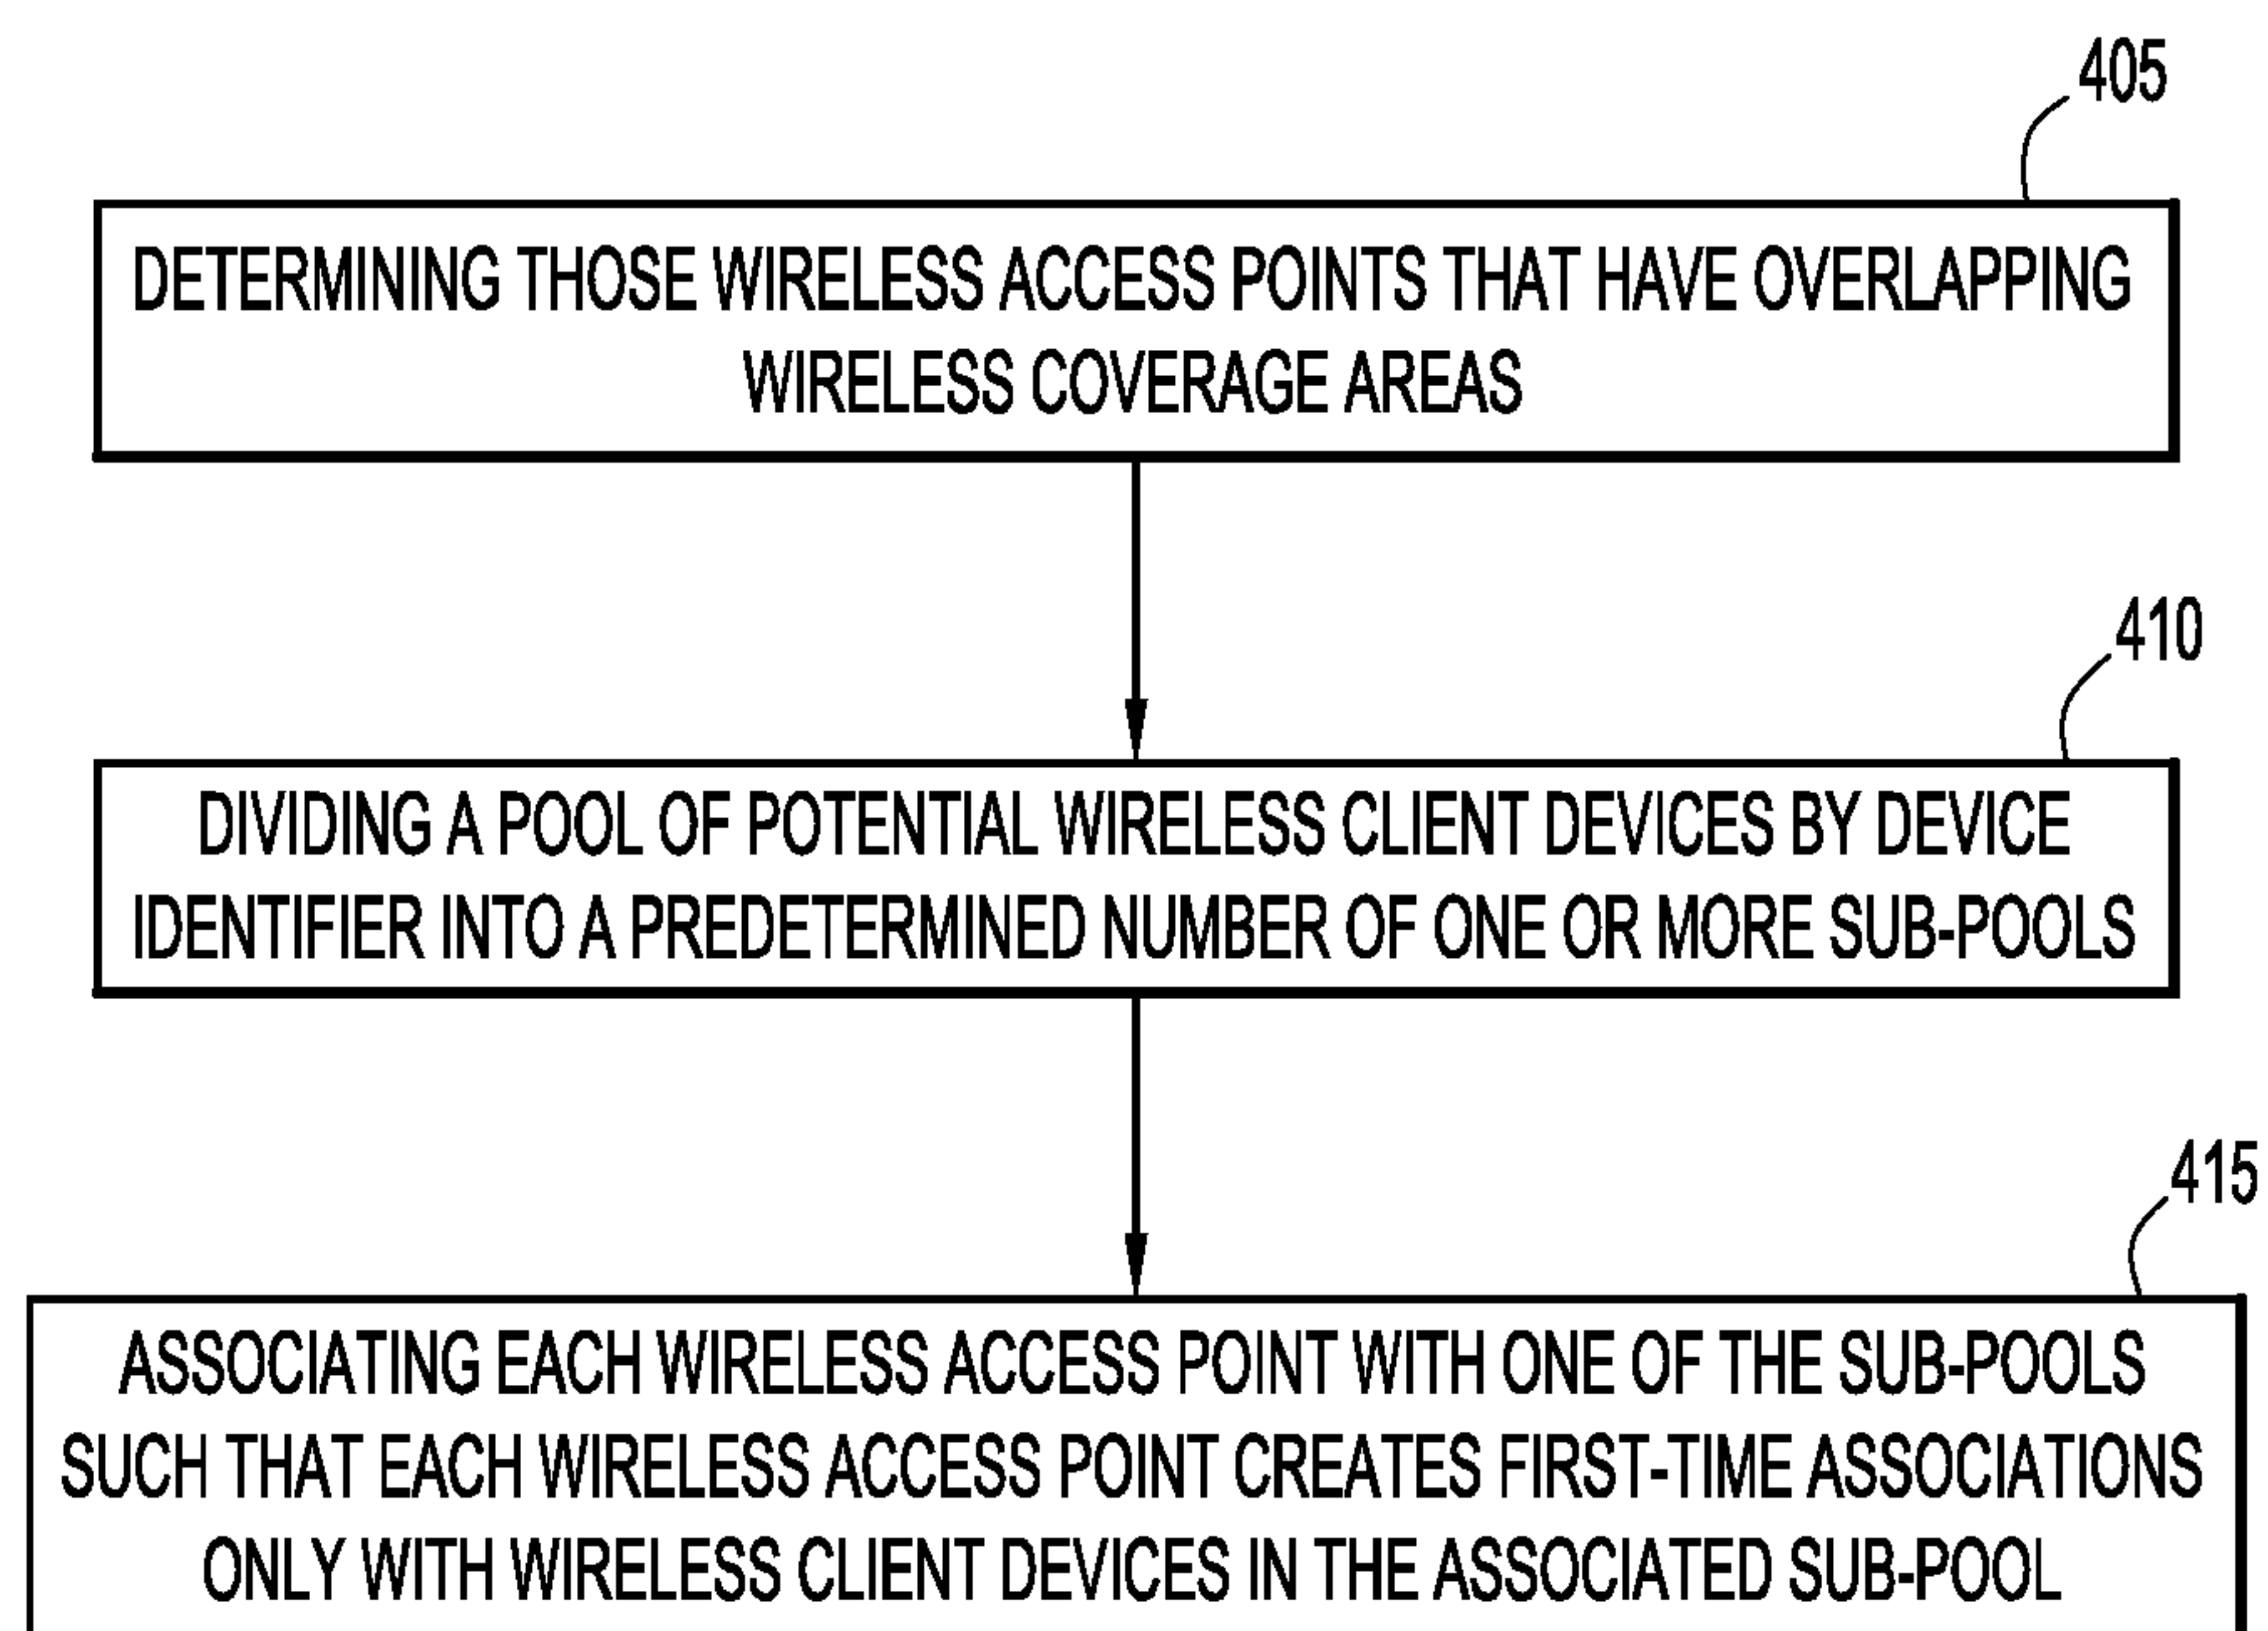 405
DETERMINING THOSE WIRELESS ACCESS POINTS THAT HAVE OVERLAPPING
WIRELESS COVERAGE AREAS
410
DIVIDING A POOL OF POTENTIAL WIRELESS CLIENT DEVICES BY DEVICE
IDENTIFIER INTO A PREDETERMINED NUMBER OF ONE OR MORE SUB-POOLS
415
ASSOCIATING EACH WIRELESS ACCESS POINT WITH ONE OF THE SUB-POOLS
SUCH THAT EACH WIRELESS ACCESS POINT CREATES FIRST-TIME ASSOCIATIONS
ONLY WITH WIRELESS CLIENT DEVICES IN THE ASSOCIATED SUB-POOL